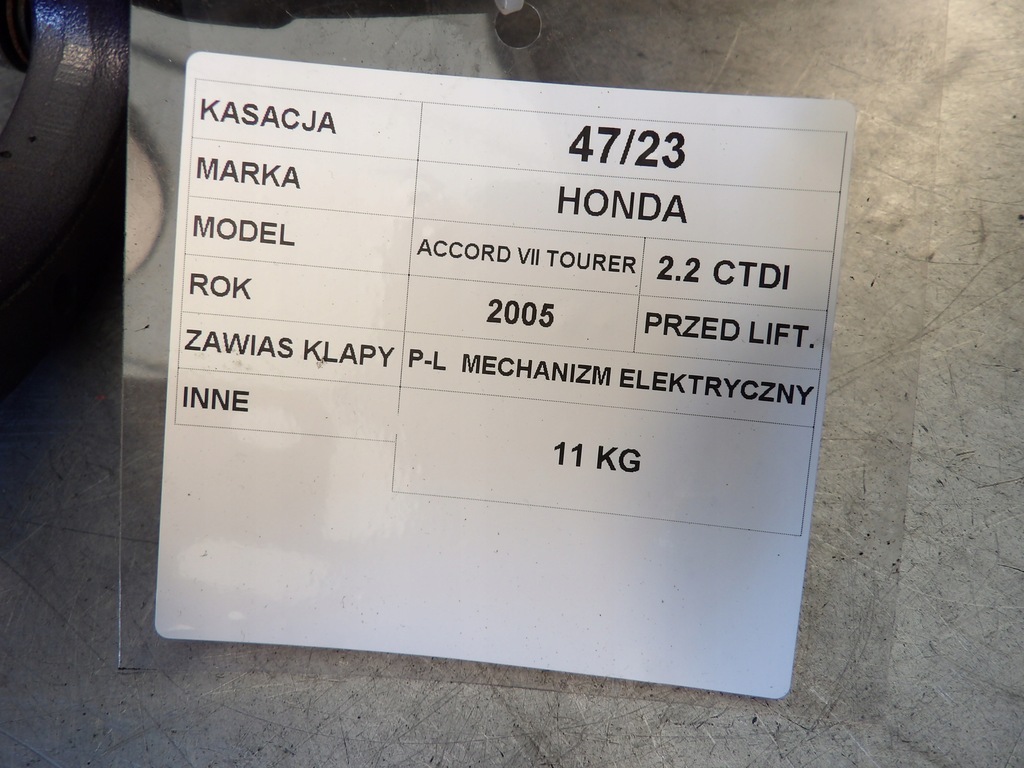 KASACJA 47/23
MARKA HONDA
MODEL ACCORD VII TOURER 2.2 CTDI
ROK 2005 PRZED LIFT.
ZAWIAS KLAPY P-L MECHANIZM ELEKTRYCZNY
INNE 11 KG